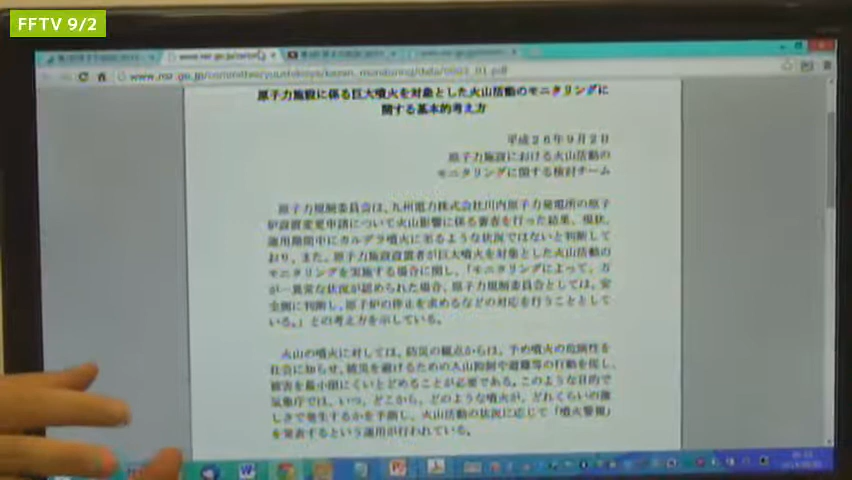 FFTV 9/2
www.nsr.go.jp/committee/yuushikisya/kazan_monitoring/data/0002_01.pdf
原子力施設に係る巨大噴火を対象とした火山活動のモニタリングに
関する基本的考え方
平成26年9月2日
原子力施設における火山活動の
モニタリングに関する検討チーム
原子力規制委員会は、九州電力株式会社川内原子力発電所の原子
炉設置変更申請について火山影響に係る審査を行った結果、現状、
運用期間中にカルデラ噴火に至るような状況ではないと判断して
おり、また、原子力施設設置者が巨大噴火を対象とした火山活動の
モニタリングを実施する場合に関し、「モニタリングによって、万
が一異常な状況が認められた場合、原子力規制委員会としては、安
全側に判断し、原子炉の停止を求めるなどの対応を行うこととして
いる。」との考え方を示している。
火山の噴火に対しては、防災の観点からは、予め噴火の危険性を
社会に知らせ、被災を避けるための入山抑制や避難等の行動を促し、
被害を最小限にくいとどめることが必要である。このような目的で
気象庁では、いつ、どこから、どのような噴火が、どれくらいの激
しさで発生するかを予測し、火山活動の状況に応じて「噴火警報」
を発表するという運用が行われている。